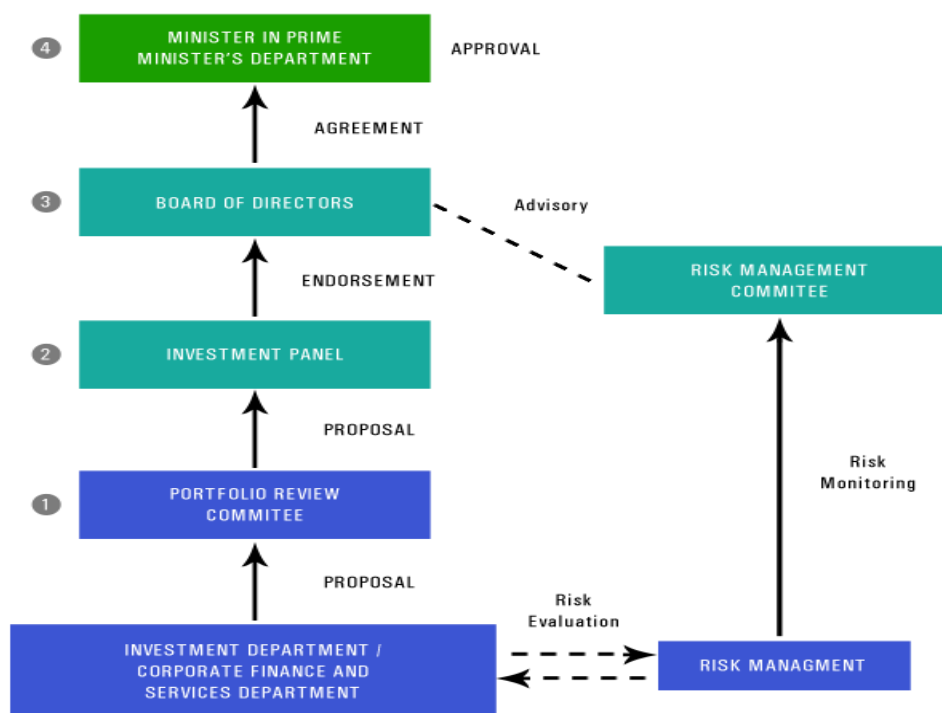 4
MINISTER IN PRIME
MINISTER'S DEPARTMENT
APPROVAL
AGREEMENT
3
BOARD OF DIRECTORS
Advisory
RISK MANAGEMENT
COMMITEE
ENDORSEMENT
2
INVESTMENT PANEL
PROPOSAL
Risk
Monitoring
1
PORTFOLIO REVIEW
COMMITEE
PROPOSAL
Risk
Evaluation
INVESTMENT DEPARTMENT /
CORPORATE FINANCE AND
SERVICES DEPARTMENT
RISK MANAGMENT